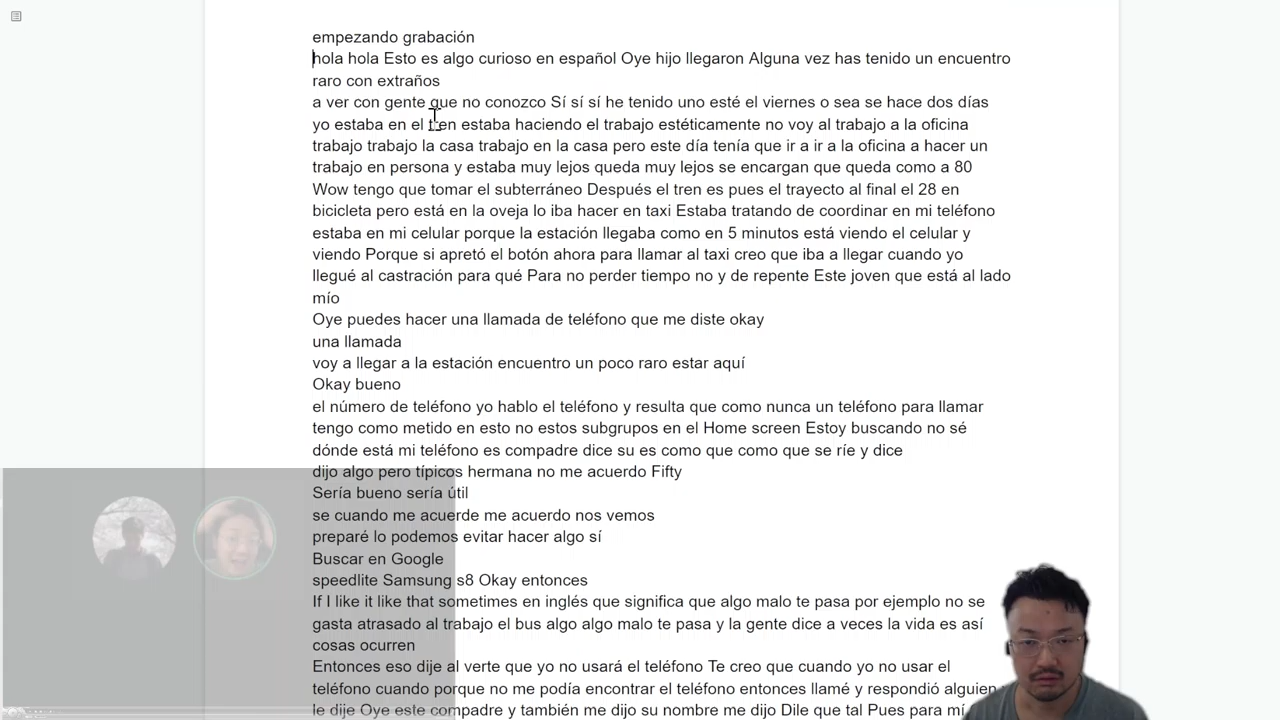 empezando grabación
hola hola Esto es algo curioso en español Oye hijo llegaron Alguna vez has tenido un encuentro
raro con extraños
a ver con gente que no conozco Sí sí sí he tenido uno esté el viernes o sea se hace dos días
yo estaba en el tren estaba haciendo el trabajo estéticamente no voy al trabajo a la oficina
trabajo trabajo la casa trabajo en la casa pero este día tenía que ir a ir a la oficina a hacer un
trabajo en persona y estaba muy lejos queda muy lejos se encargan que queda como a 80
Wow tengo que tomar el subterráneo Después el tren es pues el trayecto al final el 28 en
bicicleta pero está en la oveja lo iba hacer en taxi Estaba tratando de coordinar en mi teléfono
estaba en mi celular porque la estación llegaba como en 5 minutos está viendo el celular y
viendo Porque si apretó el botón ahora para llamar al taxi creo que iba a llegar cuando yo
llegué al castración para qué Para no perder tiempo no y de repente Este joven que está al lado
mío
Oye puedes hacer una llamada de teléfono que me diste okay
una llamada
voy a llegar a la estación encuentro un poco raro estar aquí
Okay bueno
el número de teléfono yo hablo el teléfono y resulta que como nunca un teléfono para llamar
tengo como metido en esto no estos subgrupos en el Home screen Estoy buscando no sé
dónde está mi teléfono es compadre dice su es como que como que se ríe y dice
dijo algo pero típicos hermana no me acuerdo Fifty
Sería bueno sería útil
se cuando me acuerde me acuerdo nos vemos
preparé lo podemos evitar hacer algo sí
Buscar en Google
speedlite Samsung s8 Okay entonces
If I like it like that sometimes en inglés que significa que algo malo te pasa por ejemplo no se
gasta atrasado al trabajo el bus algo algo malo te pasa y la gente dice a veces la vida es así
cosas ocurren
Entonces eso dije al verte que yo no usará el teléfono Te creo que cuando yo no usar el
teléfono cuando porque no me podía encontrar el teléfono entonces llamé y respondió alguien
le dije Oye este compadre y también me dijo su nombre me dijo Dile que tal Pues para mí